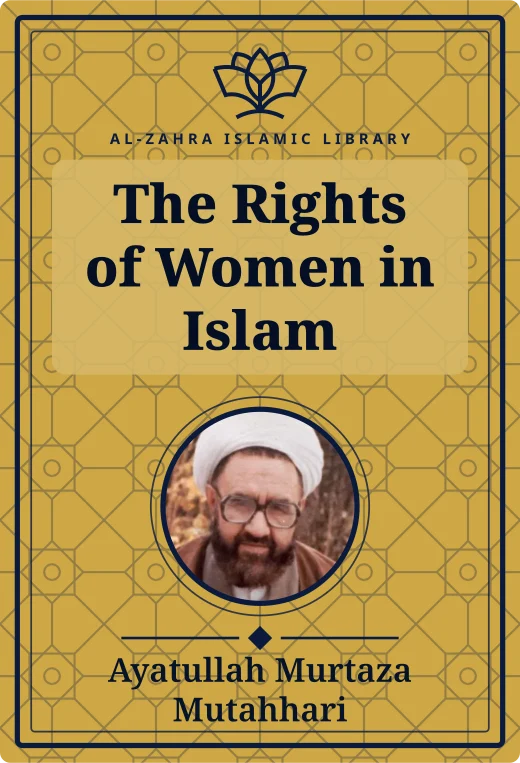 AL-ZAHRA ISLAMIC LIBRARY
The Rights
of Women in
Islam
Ayatullah Murtaza
Mutahhari